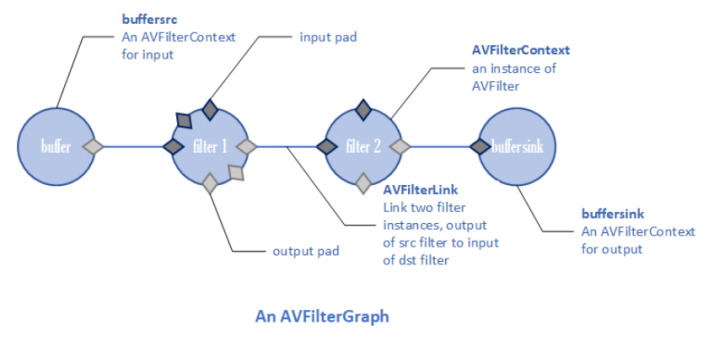 buffersrc
An AVFilterContext
for input
input pad
AVFilterContext
an instance of
AVFilter
buffer
filter 1
filter 2
buffersink
AVFilterLink
Link two filter
instances, output
of src filter to input
of dst filter
output pad
buffersink
An AVFilterContext
for output
An AVFilterGraph